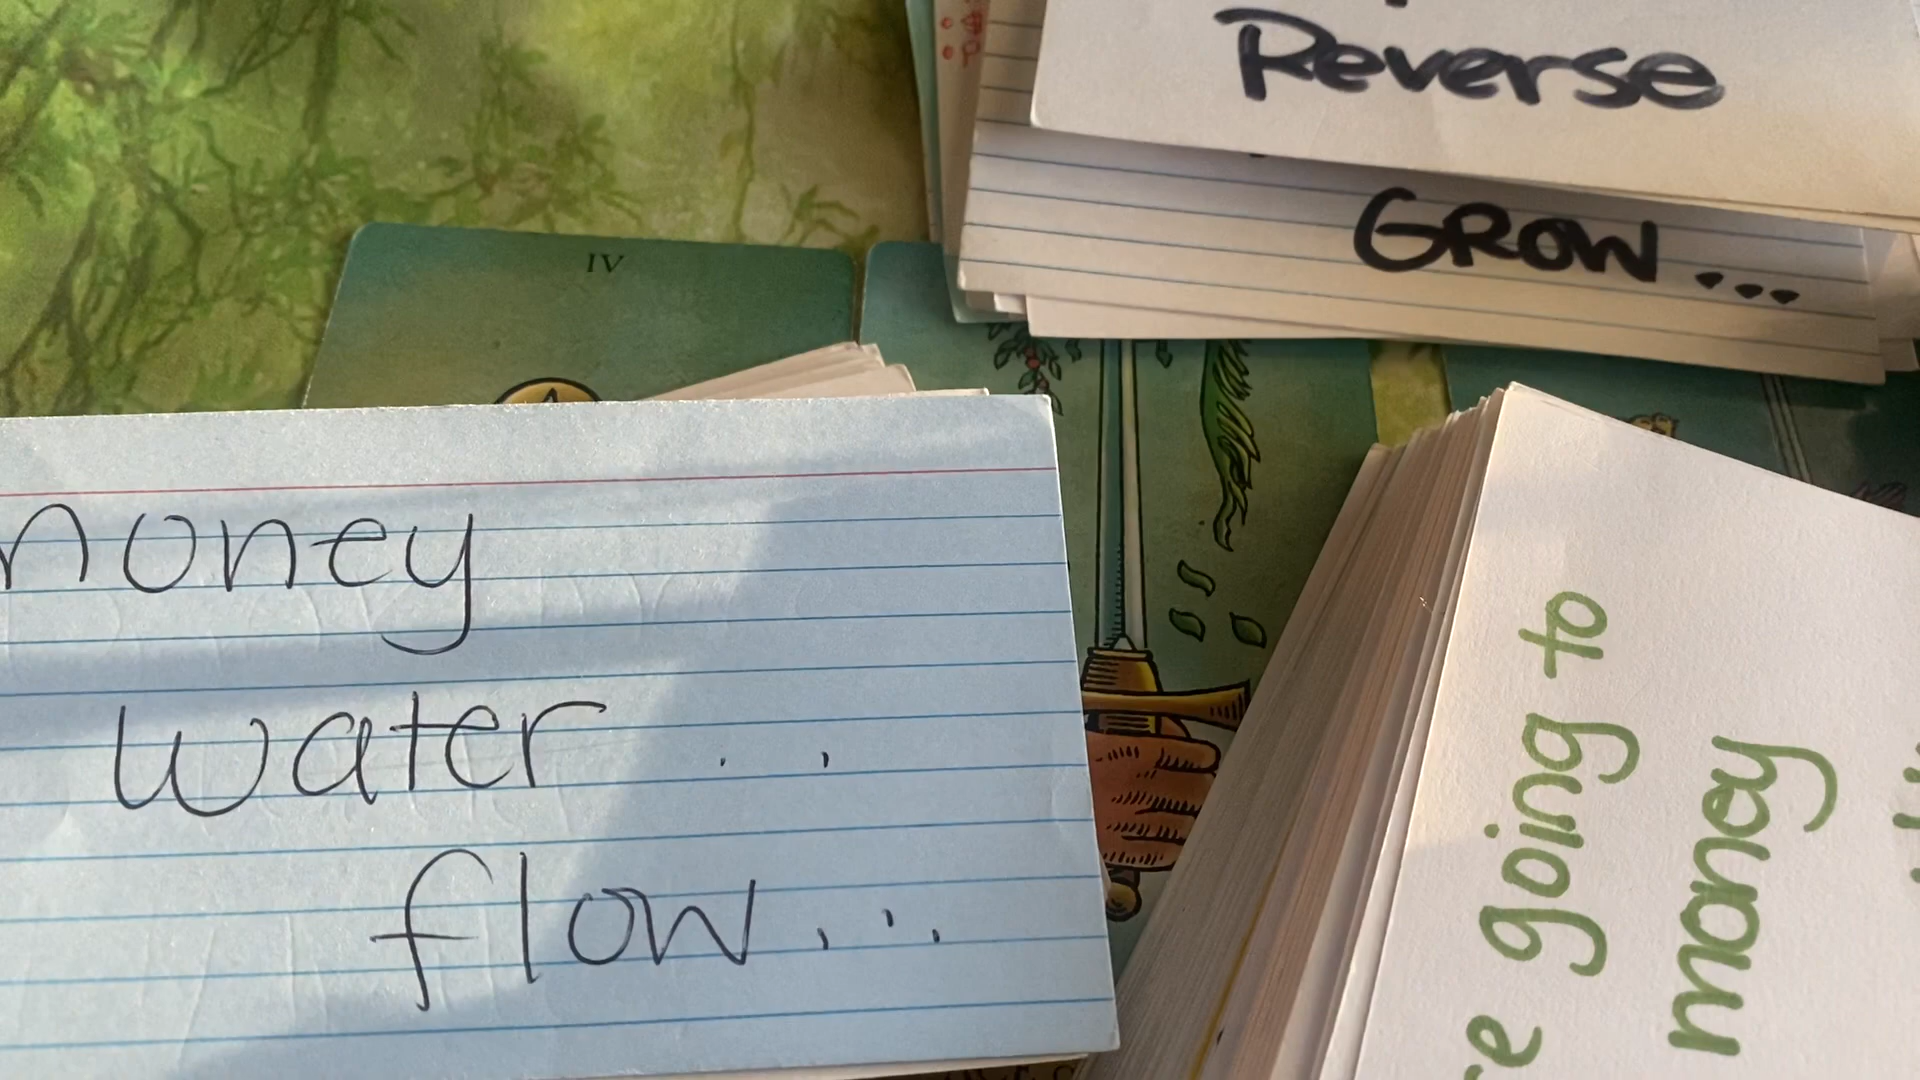 Reverse
GROW...
IV
money
water . .
flow...
going to
money